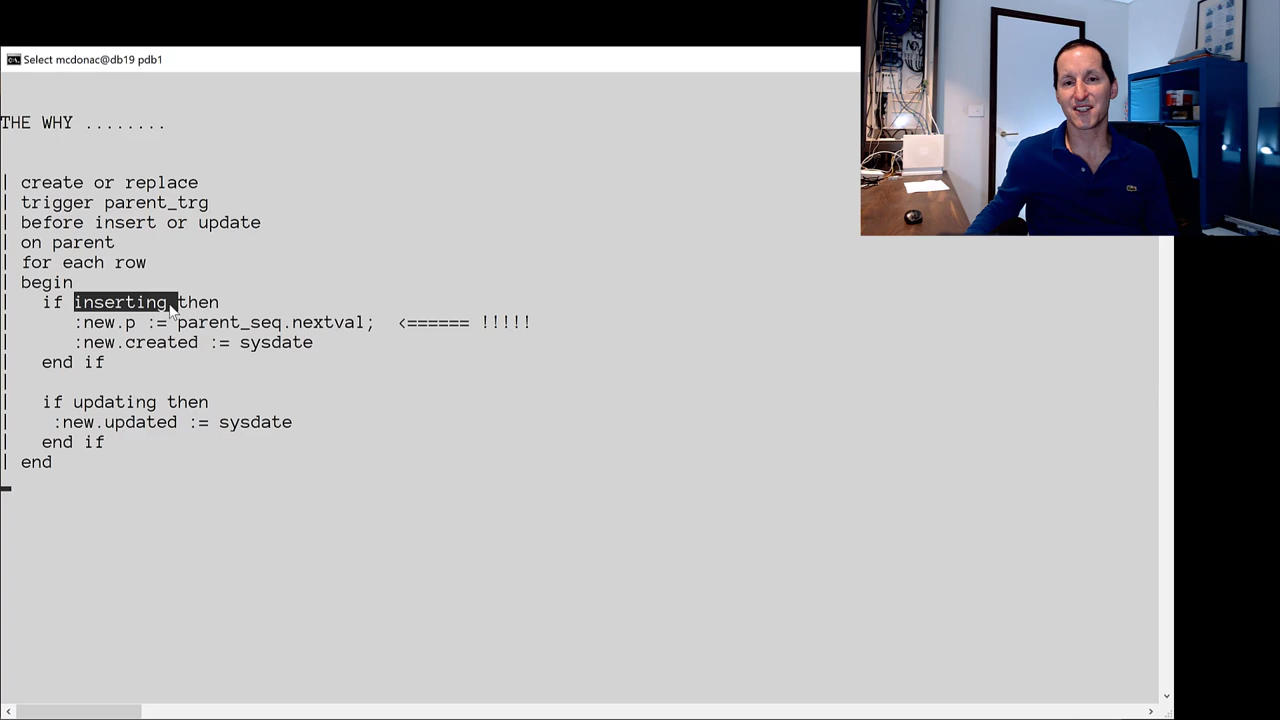 Select mcdonac@db19 pdb1
THE WHY ........
| create or replace
| trigger parent_trg
| before insert or update
| on parent
| for each row
| begin
|   if inserting then
|      :new.p := parent_seq.nextval;  <====== !!!!!
|      :new.created := sysdate
|   end if
|
|   if updating then
|    :new.updated := sysdate
|   end if
| end